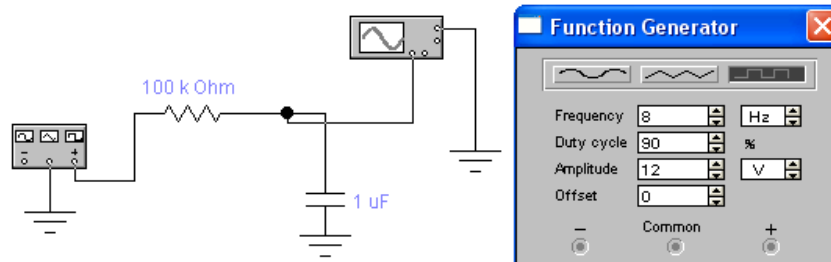 100 k Ohm
1 uF
- +
Function Generator
Frequency 8 Hz
Duty cycle 90 %
Amplitude 12 V
Offset 0
- Common +